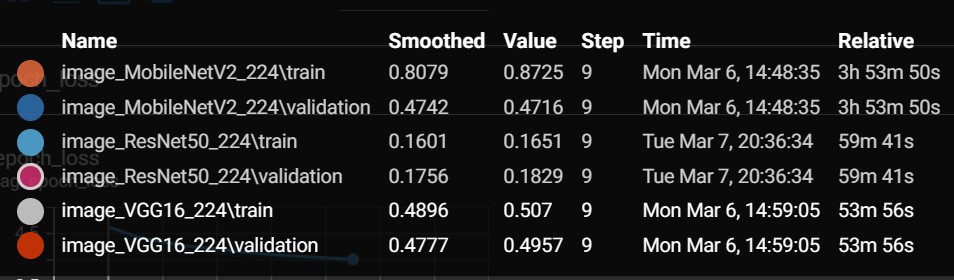 Name Smoothed Value Step Time Relative
image_MobileNetV2_224\train 0.8079 0.8725 9 Mon Mar 6, 14:48:35 3h 53m 50s
image_MobileNetV2_224\validation 0.4742 0.4716 9 Mon Mar 6, 14:48:35 3h 53m 50s
image_ResNet50_224\train 0.1601 0.1651 9 Tue Mar 7, 20:36:34 59m 41s
epoch_loss
image_ResNet50_224\validation 0.1756 0.1829 9 Tue Mar 7, 20:36:34 59m 41s
image_VGG16_224\train 0.4896 0.507 9 Mon Mar 6, 14:59:05 53m 56s
4.5
image_VGG16_224\validation 0.4777 0.4957 9 Mon Mar 6, 14:59:05 53m 56s